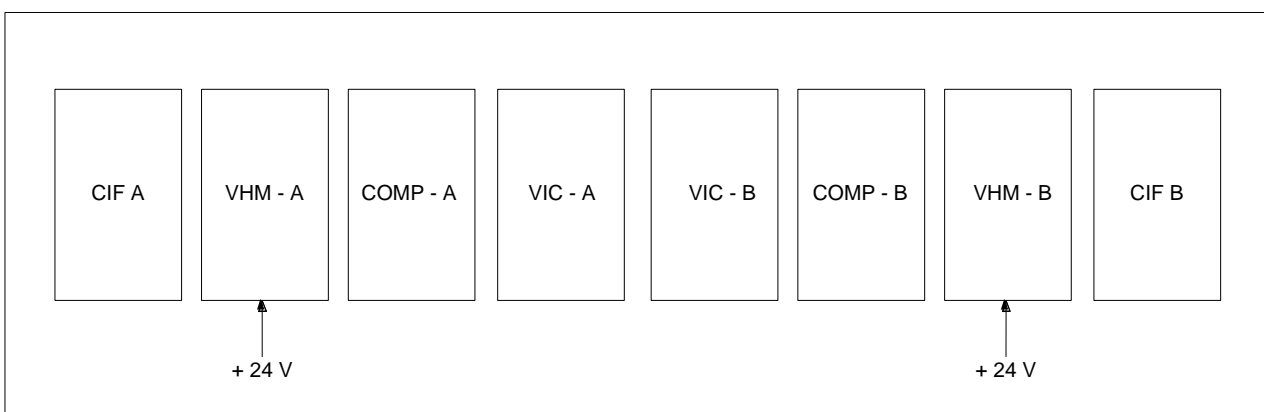 CIF A
VHM - A
COMP - A
VIC - A
VIC - B
COMP - B
VHM - B
CIF B
+ 24 V
+ 24 V